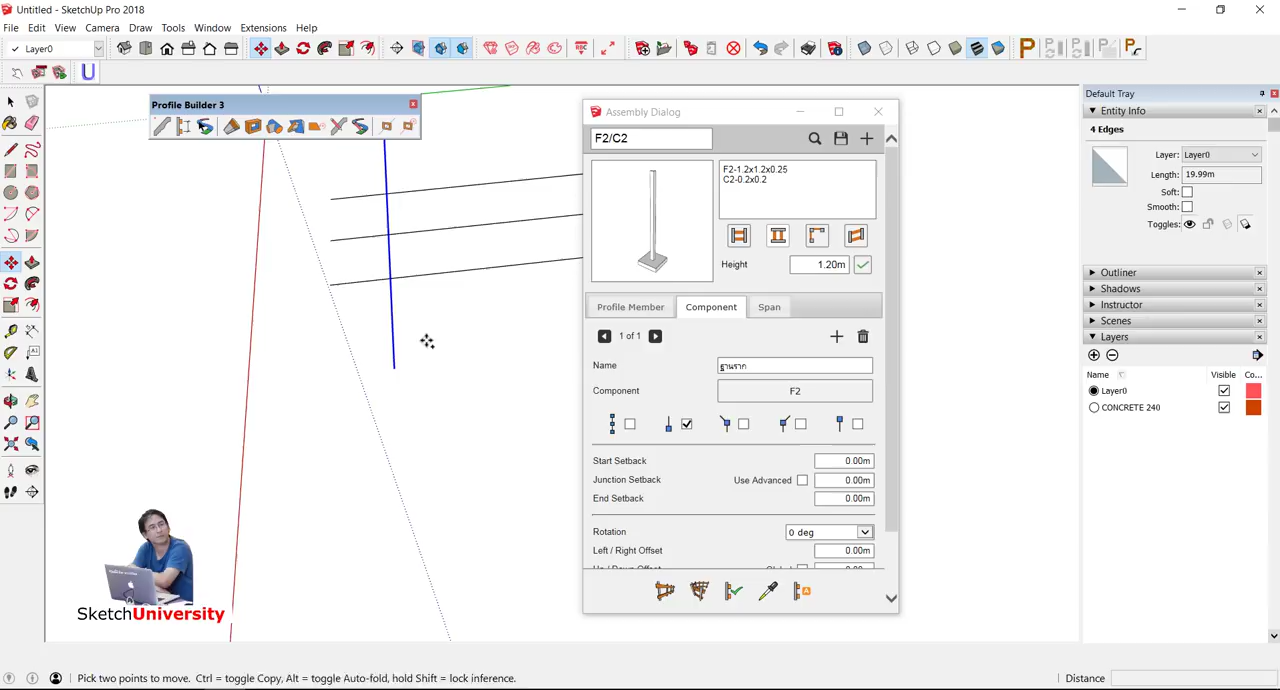 Untitled - SketchUp Pro 2018
File Edit View Camera Draw Tools Window Extensions Help
Layer0
Profile Builder 3
Assembly Dialog
F2/C2
F2-1.2x1.2x0.25
C2-0.2x0.2
Height 1.20m
Profile Member Component Span
1 of 1
Name ฐานราก
Component F2
Start Setback 0.00m
Junction Setback Use Advanced 0.00m
End Setback 0.00m
Rotation 0 deg
Left / Right Offset 0.00m
Default Tray
Entity Info
4 Edges
Layer: Layer0
Length: 19.99m
Soft:
Smooth:
Toggles:
Outliner
Shadows
Instructor
Scenes
Layers
Name Visible Co...
Layer0
CONCRETE 240
SketchUniversity
Pick two points to move. Ctrl = toggle Copy, Alt = toggle Auto-fold, hold Shift = lock inference.
Distance